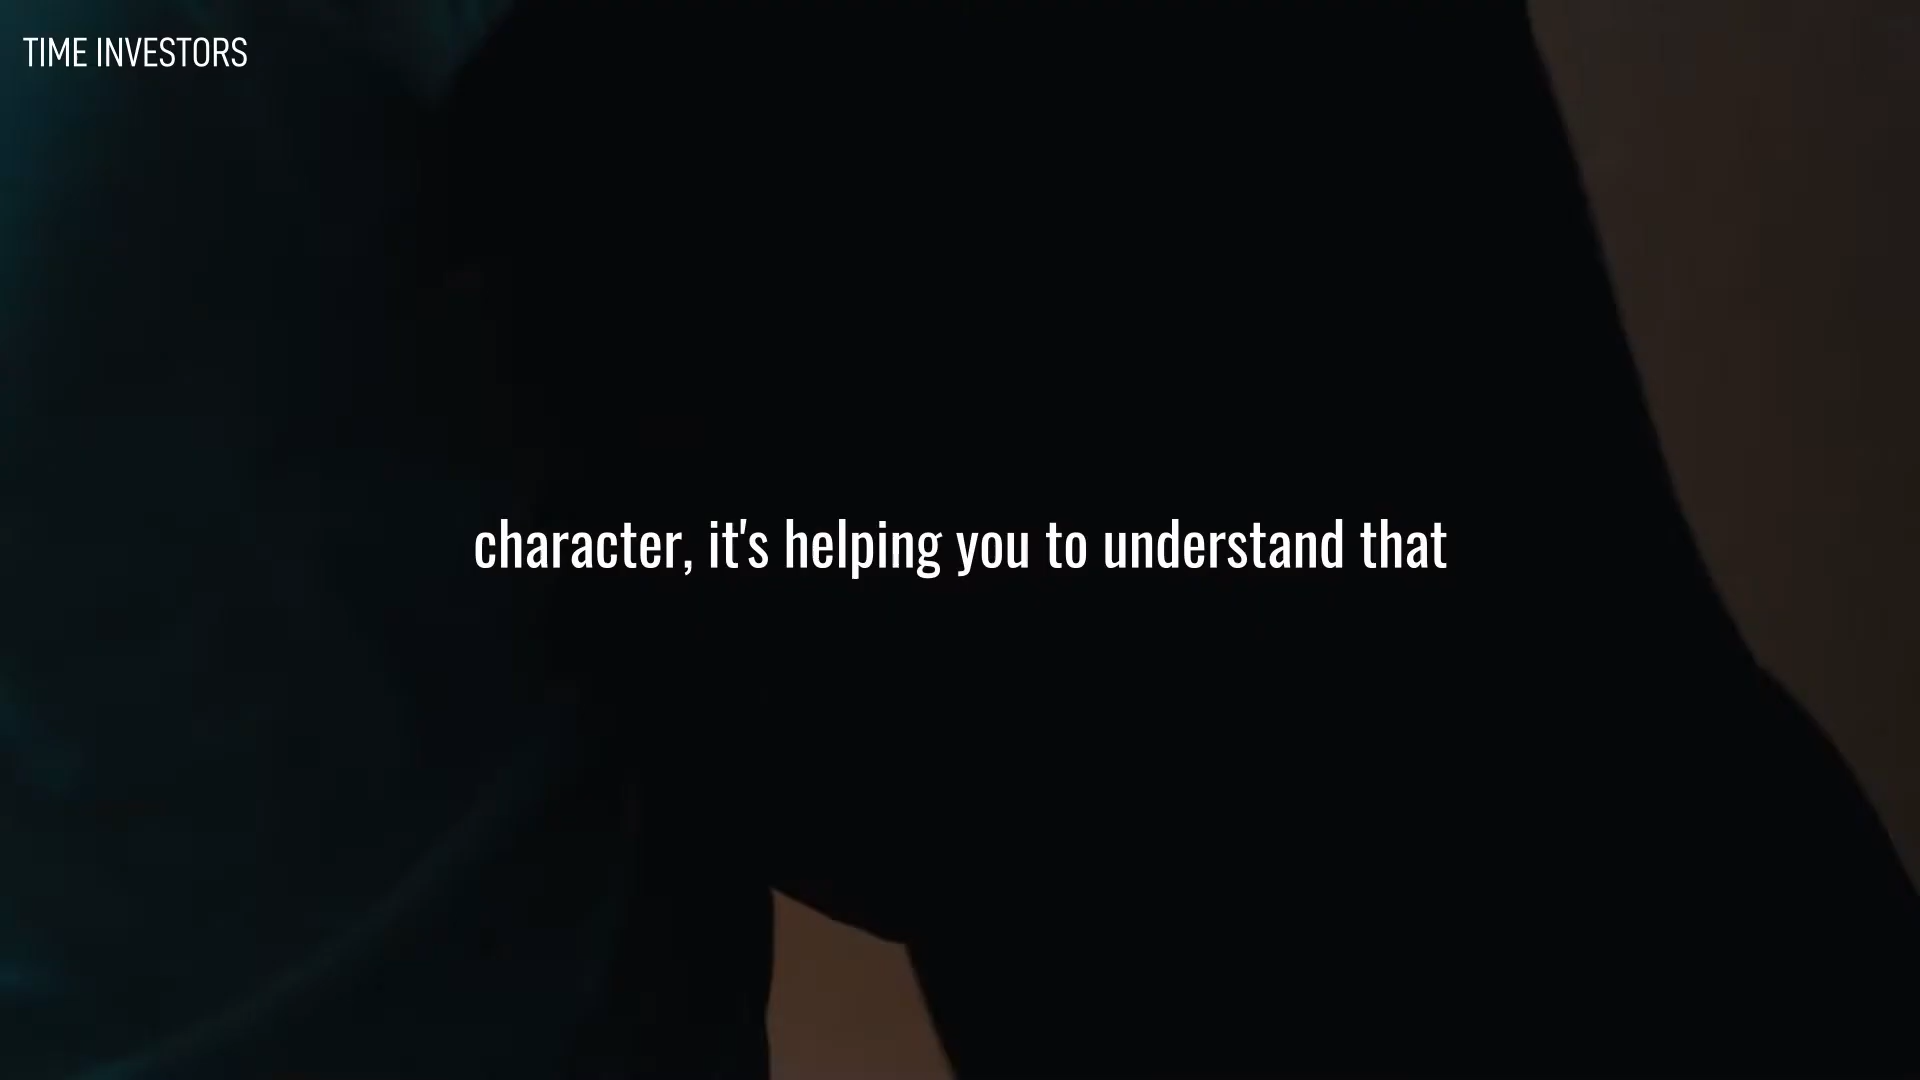 TIME INVESTORS
character, it's helping you to understand that